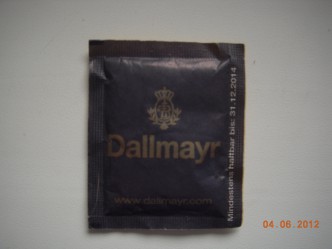 Dallmayr
www.dallmayr.com
Mindestens haltbar bis: 31.12.2014
04.06.2012